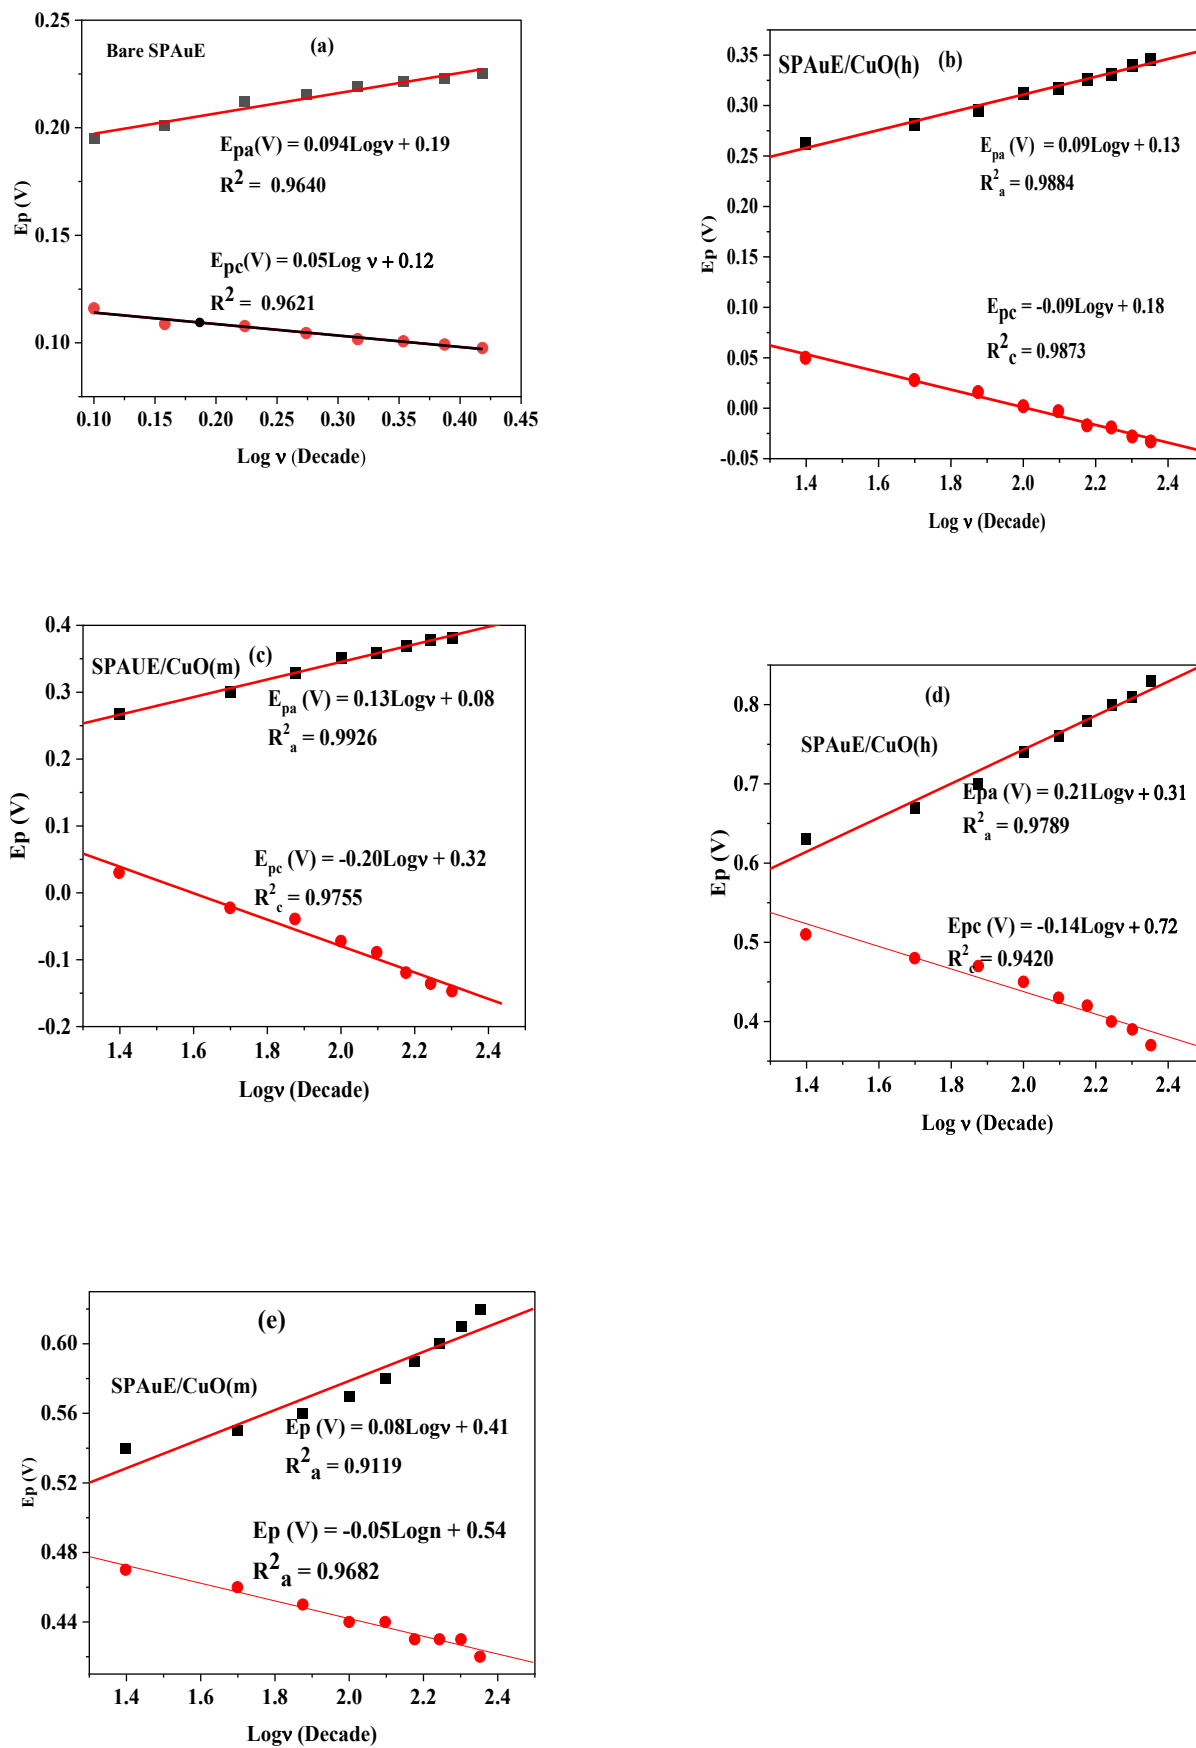 (a)
Bare SPAuE
0.25
0.20
0.15
0.10
Ep (V)
Epa(V) = 0.094Logν + 0.19
R2 = 0.9640
Epc(V) = 0.05Log ν + 0.12
R2 = 0.9621
0.10 0.15 0.20 0.25 0.30 0.35 0.40 0.45
Log ν (Decade)
SPAuE/CuO(h) (b)
0.35
0.30
0.25
0.20
0.15
0.10
0.05
0.00
-0.05
Ep (V)
Epa (V) = 0.09Logν + 0.13
R2a = 0.9884
Epc = -0.09Logν + 0.18
R2c = 0.9873
1.4 1.6 1.8 2.0 2.2 2.4
Log ν (Decade)
SPAUE/CuO(m) (c)
0.4
0.3
0.2
0.1
0.0
-0.1
-0.2
Ep (V)
Epa (V) = 0.13Logν + 0.08
R2a = 0.9926
Epc (V) = -0.20Logν + 0.32
R2c = 0.9755
1.4 1.6 1.8 2.0 2.2 2.4
Logν (Decade)
(d)
SPAuE/CuO(h)
0.8
0.7
0.6
0.5
0.4
Ep (V)
Epa (V) = 0.21Logν + 0.31
R2a = 0.9789
Epc (V) = -0.14Logν + 0.72
R2c = 0.9420
1.4 1.6 1.8 2.0 2.2 2.4
Log ν (Decade)
(e)
SPAuE/CuO(m)
0.60
0.56
0.52
0.48
0.44
Ep (V)
Ep (V) = 0.08Logν + 0.41
R2a = 0.9119
Ep (V) = -0.05Logn + 0.54
R2a = 0.9682
1.4 1.6 1.8 2.0 2.2 2.4
Logν (Decade)